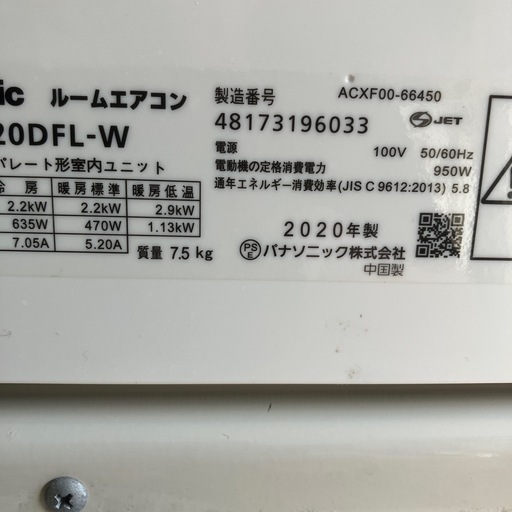 ic ルームエアコン
20DFL-W
パレート形室内ユニット
冷 房 暖房標準 暖房低温
2.2kW 2.2kW 2.9kW
635W 470W 1.13kW
7.05A 5.20A
質量 7.5 kg
製造番号 ACXF00-66450
48173196033 S JET
電源 100V 50/60Hz
電動機の定格消費電力 950W
通年エネルギー消費効率(JIS C 9612:2013) 5.8
2020年製
PSE パナソニック株式会社
中国製